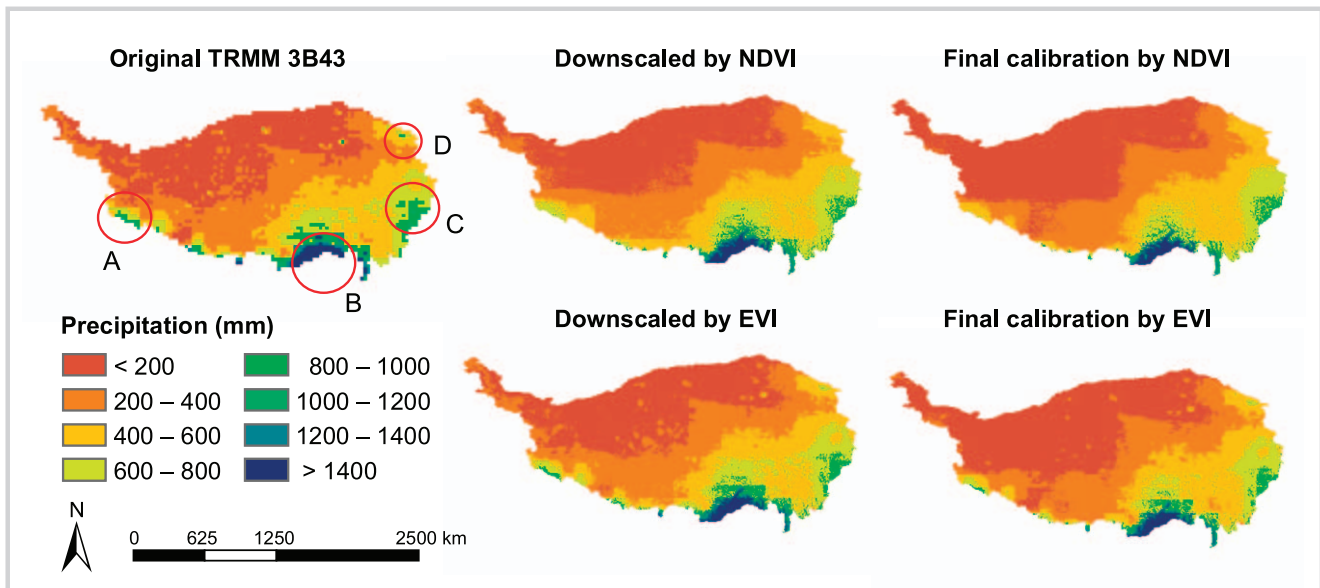 Original TRMM 3B43
Downscaled by NDVI
Final calibration by NDVI
D
C
A
B
Precipitation (mm)
< 200
800 – 1000
200 – 400
1000 – 1200
400 – 600
1200 – 1400
600 – 800
> 1400
N
0 625 1250 2500 km
Downscaled by EVI
Final calibration by EVI